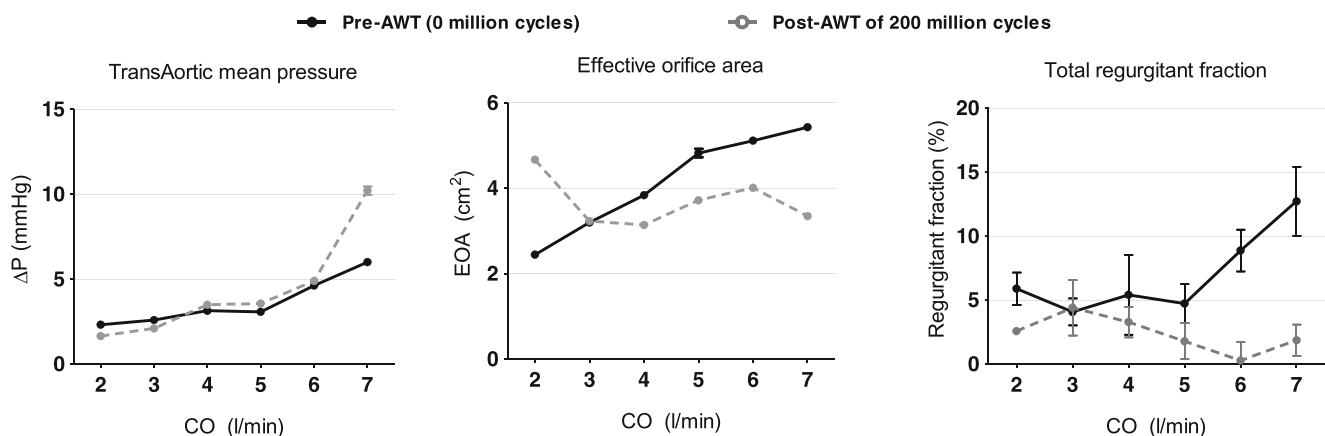 Pre-AWT (0 million cycles)
Post-AWT of 200 million cycles
TransAortic mean pressure
15
10
5
0
ΔP (mmHg)
2 3 4 5 6 7
CO (l/min)
Effective orifice area
6
4
2
0
EOA (cm²)
2 3 4 5 6 7
CO (l/min)
Total regurgitant fraction
20
15
10
5
0
Regurgitant fraction (%)
2 3 4 5 6 7
CO (l/min)